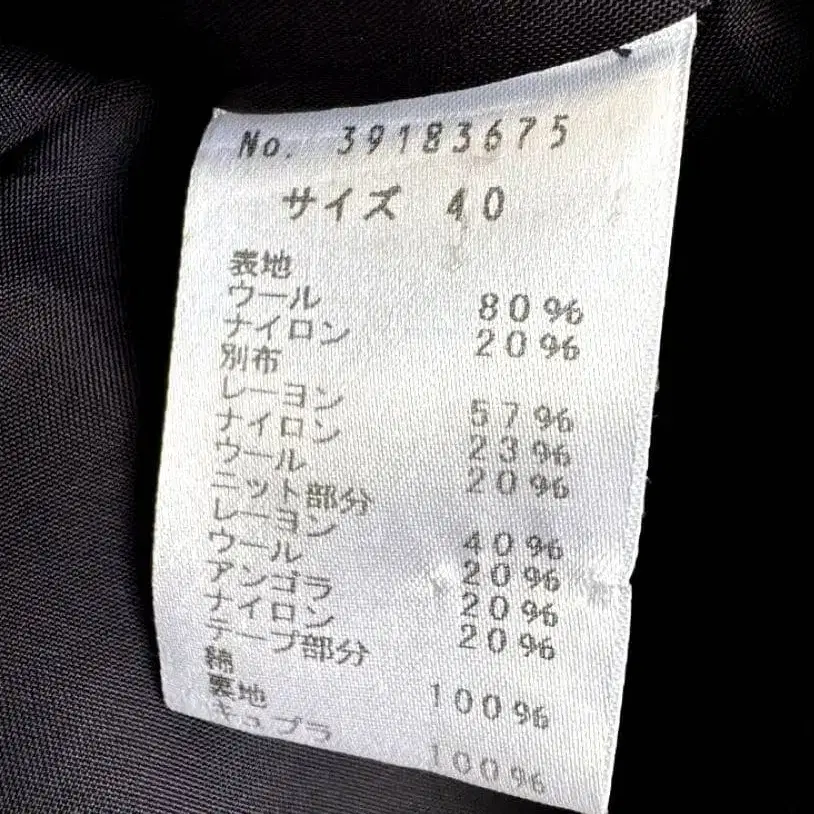 No. 39183675
サイズ 40
表地
ウール 80%
ナイロン 20%
別布
レーヨン 57%
ナイロン 23%
ウール 20%
ニット部分
レーヨン 40%
ウール 20%
アンゴラ 20%
ナイロン 20%
テープ部分
綿 100%
裏地
キュプラ 100%